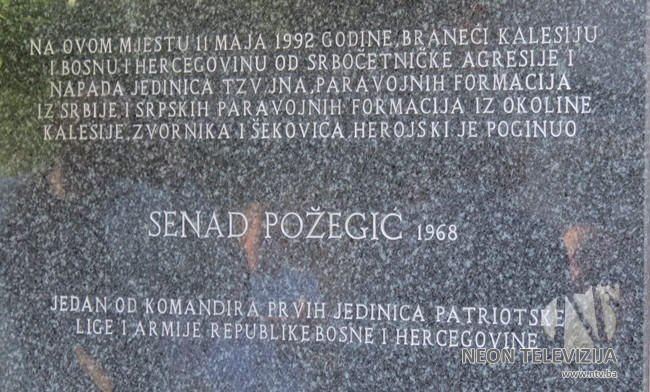 NA OVOM MJESTU 11 MAJA 1992 GODINE, BRANEĆI KALESIJU
I BOSNU I HERCEGOVINU OD SRBOČETNIČKE AGRESIJE I
NAPADA JEDINICA TZV JNA, PARAVOJNIH FORMACIJA
IZ SRBIJE I SRPSKIH PARAVOJNIH FORMACIJA IZ OKOLINE
KALESIJE, ZVORNIKA I ŠEKOVIĆA, HEROJSKI JE POGINUO
SENAD POŽEGIĆ 1968
JEDAN OD KOMANDIRA PRVIH JEDINICA PATRIOTSKE
LIGE I ARMIJE REPUBLIKE BOSNE I HERCEGOVINE
NTV
NEON TELEVIZIJA
www.ntv.ba